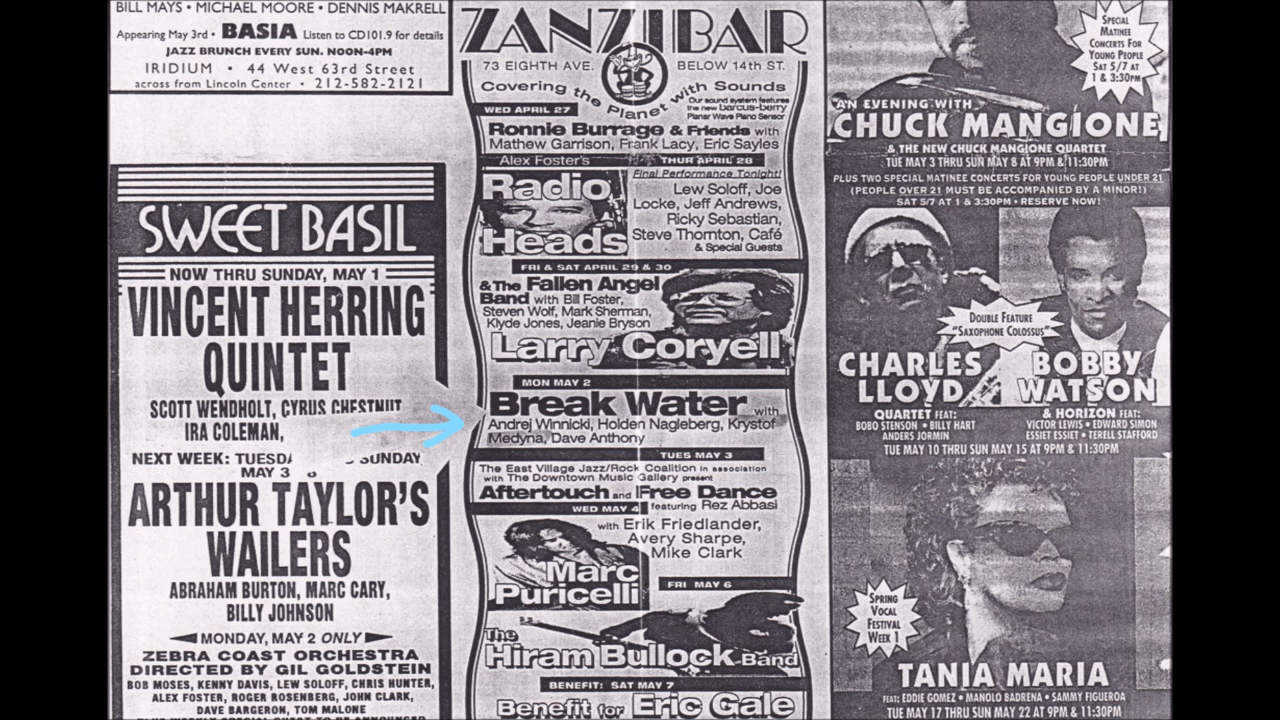 BILL MAYS • MICHAEL MOORE • DENNIS MAKRELL
Appearing May 3rd • BASIA Listen to CD101.9 for details
JAZZ BRUNCH EVERY SUN. NOON-4PM
IRIDIUM • 44 West 63rd Street
across from Lincoln Center • 212-582-2121
SWEET BASIL
NOW THRU SUNDAY, MAY 1
VINCENT HERRING
QUINTET
SCOTT WENDHOLT, CYRUS CHESTNUT,
IRA COLEMAN,
NEXT WEEK: TUESDA SUNDAY,
MAY 3 8
ARTHUR TAYLOR'S
WAILERS
ABRAHAM BURTON, MARC CARY,
BILLY JOHNSON
MONDAY, MAY 2 ONLY
ZEBRA COAST ORCHESTRA
DIRECTED BY GIL GOLDSTEIN
BOB MOSES, KENNY DAVIS, LEW SOLOFF, CHRIS HUNTER,
ALEX FOSTER, ROGER ROSENBERG, JOHN CLARK,
DAVE BARGERON, TOM MALONE
ZANZIBAR
73 EIGHTH AVE. BELOW 14th ST.
Covering the Planet with Sounds
Our sound system features
the new barcus-berry
Planar Wave Piano Sensor
WED APRIL 27
Ronnie Burrage & Friends with
Mathew Garrison, Frank Lacy, Eric Sayles
Alex Foster's THUR APRIL 28
Radio
Heads
Final Performance Tonight!
Lew Soloff, Joe
Locke, Jeff Andrews,
Ricky Sebastian,
Steve Thornton, Café
& Special Guests
FRI & SAT APRIL 29 & 30
& The Fallen Angel
Band with Bill Foster,
Steven Wolf, Mark Sherman,
Klyde Jones, Jeanie Bryson
Larry Coryell
MON MAY 2
Break Water with
Andrej Winnicki, Holden Nagleberg, Krystof
Medyna, Dave Anthony
TUES MAY 3
The East Village Jazz/Rock Coalition in association
with The Downtown Music Gallery present
Aftertouch and Free Dance
featuring Rez Abbasi
WED MAY 4
with Erik Friedlander,
Avery Sharpe,
Mike Clark
Marc
Puricelli
FRI MAY 6
The
Hiram Bullock Band
BENEFIT: SAT MAY 7
Benefit for Eric Gale
SPECIAL
MATINEE
CONCERTS FOR
YOUNG PEOPLE
SAT 5/7 AT
1 & 3:30PM
AN EVENING WITH
CHUCK MANGIONE
& THE NEW CHUCK MANGIONE QUARTET
TUE MAY 3 THRU SUN MAY 8 AT 9PM & 11:30PM
PLUS TWO SPECIAL MATINEE CONCERTS FOR YOUNG PEOPLE UNDER 21
(PEOPLE OVER 21 MUST BE ACCOMPANIED BY A MINOR!)
SAT 5/7 AT 1 & 3:30PM • RESERVE NOW!
DOUBLE FEATURE
"SAXOPHONE COLOSSUS"
CHARLES
LLOYD
QUARTET FEAT:
BOBO STENSON • BILLY HART
ANDERS JORMIN
BOBBY
WATSON
& HORIZON FEAT:
VICTOR LEWIS • EDWARD SIMON
ESSIET ESSIET • TERELL STAFFORD
TUE MAY 10 THRU SUN MAY 15 AT 9PM & 11:30PM
SPRING
VOCAL
FESTIVAL
WEEK 1
TANIA MARIA
FEAT: EDDIE GOMEZ • MANOLO BADRENA • SAMMY FIGUEROA
TUE MAY 17 THRU SUN MAY 22 AT 9PM & 11:30PM